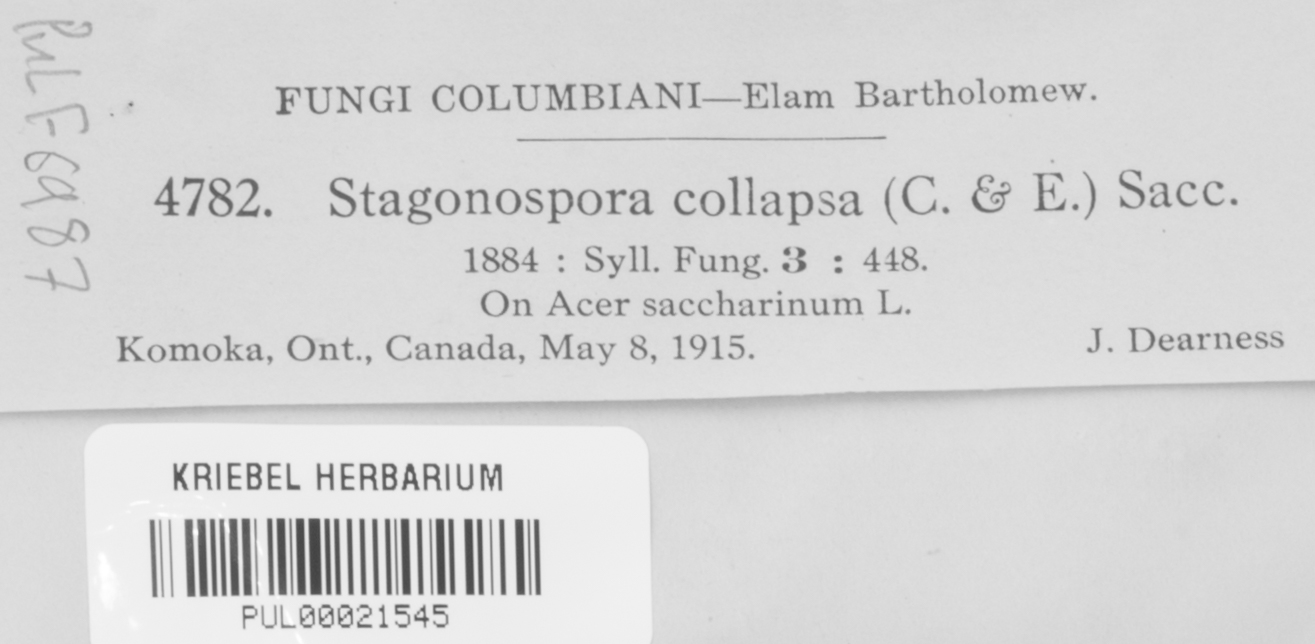 PUL F6987
FUNGI COLUMBIANI—Elam Bartholomew.
4782. Stagonospora collapsa (C. & E.) Sacc.
1884 : Syll. Fung. 3 : 448.
On Acer saccharinum L.
Komoka, Ont., Canada, May 8, 1915. J. Dearness
KRIEBEL HERBARIUM
PUL00021545